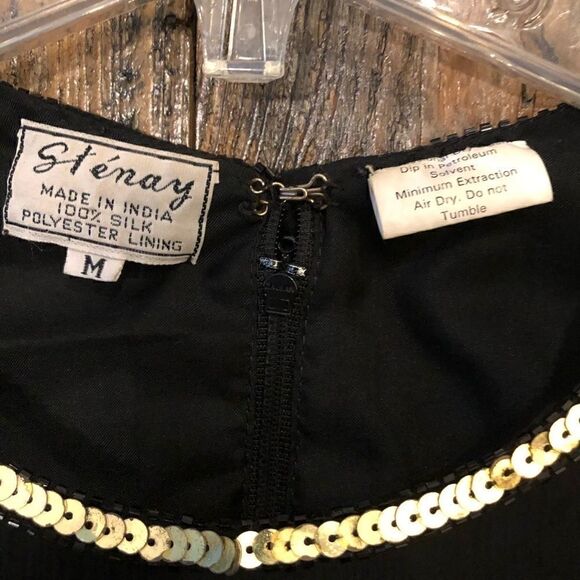 Sténay
MADE IN INDIA
100% SILK
POLYESTER LINING
M
Dip in Petroleum
Solvent
Minimum Extraction
Air Dry. Do not
Tumble